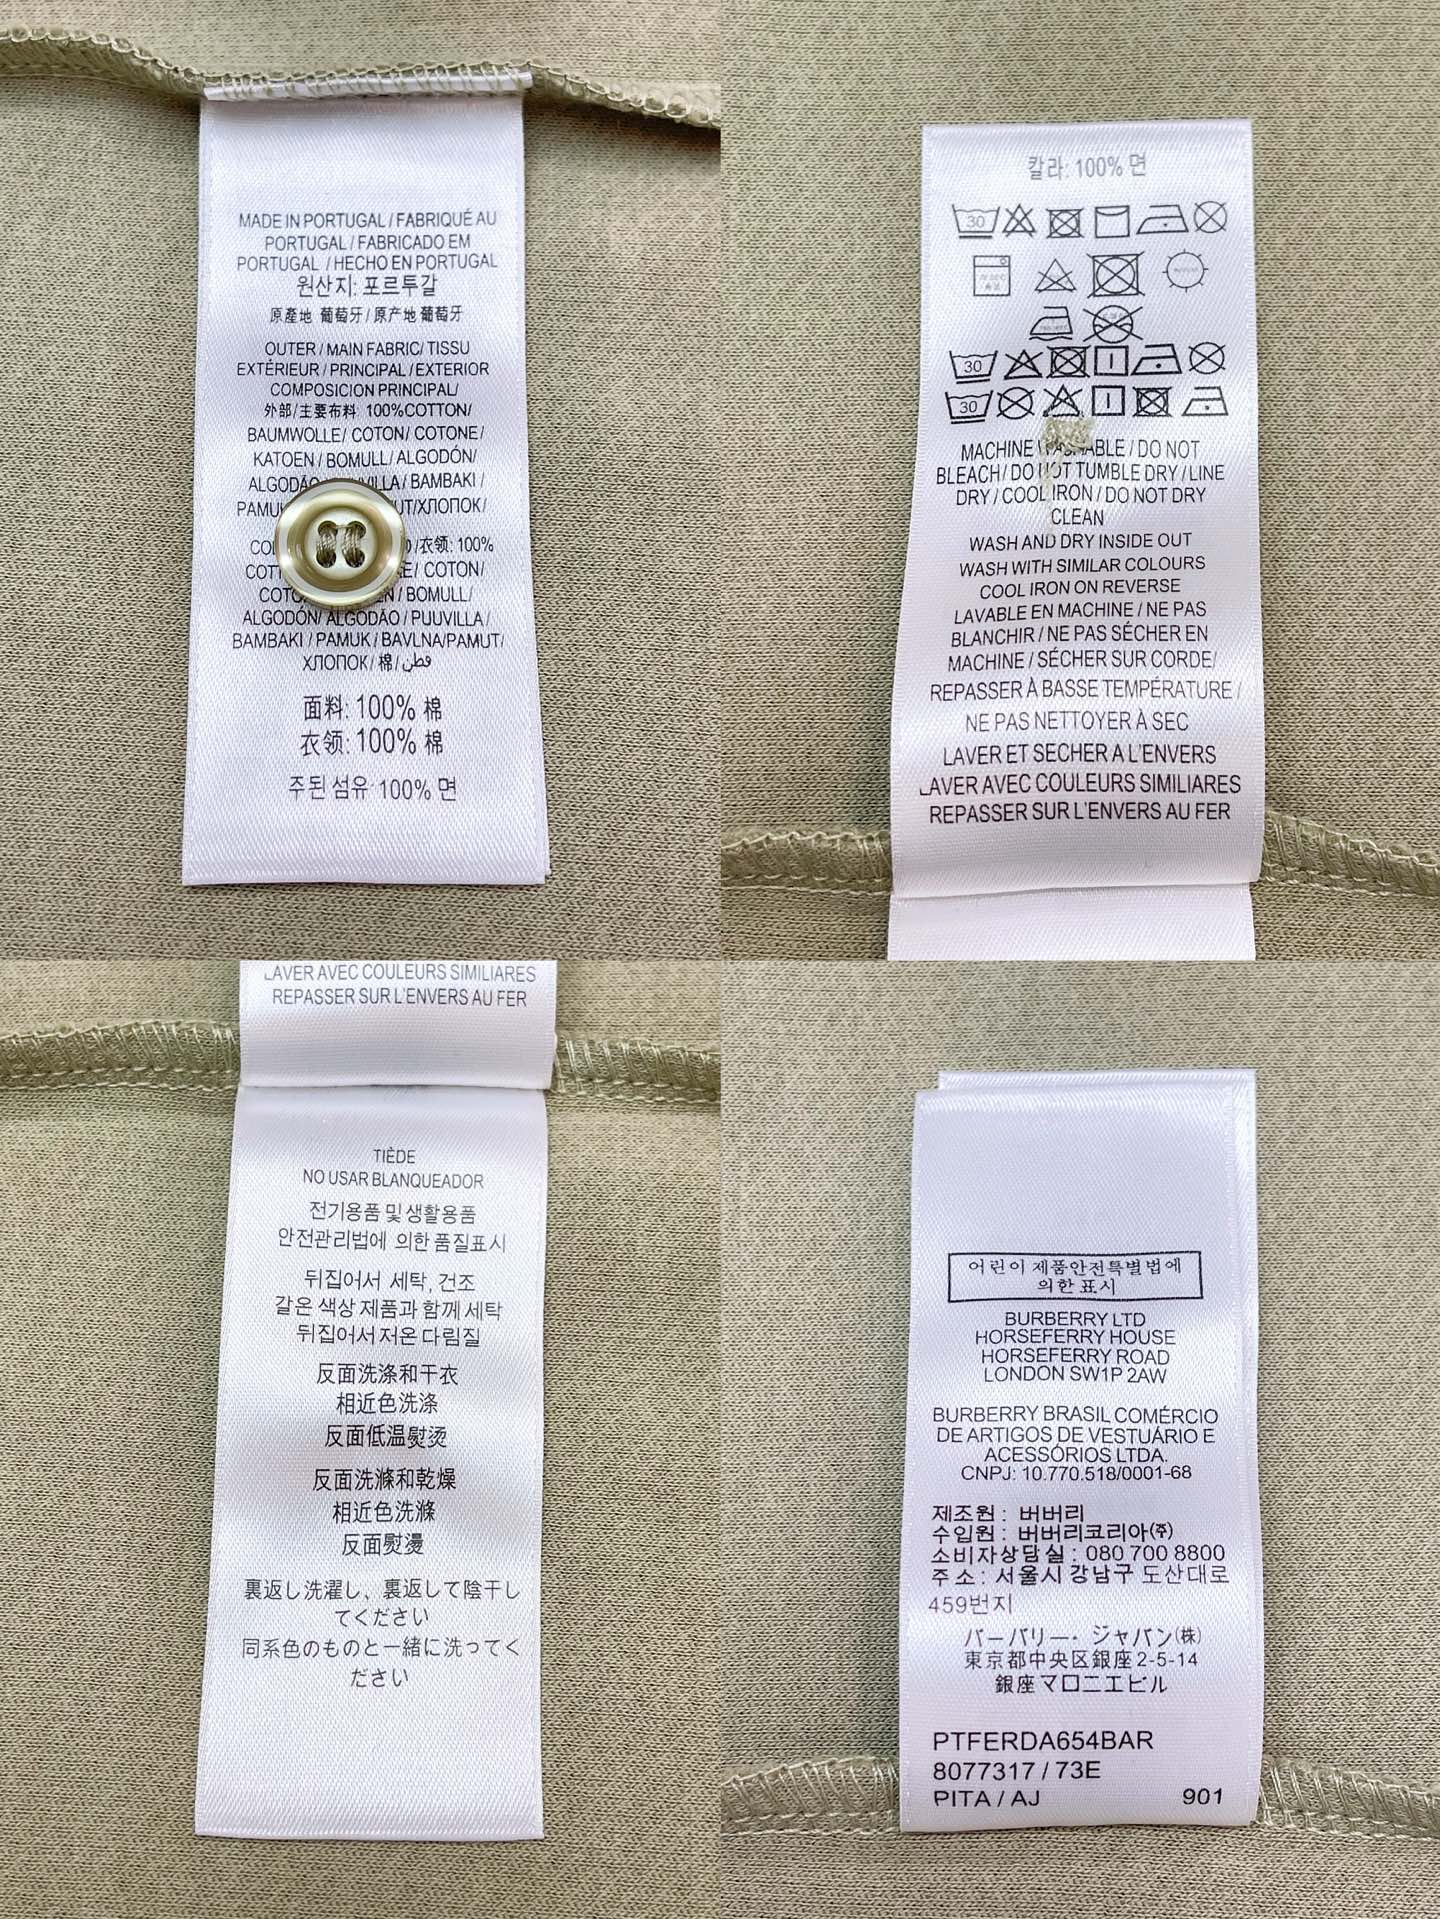 MADE IN PORTUGAL / FABRIQUÉ AU
PORTUGAL / FABRICADO EM
PORTUGAL / HECHO EN PORTUGAL
원산지: 포르투갈
原產地 葡萄牙 / 原产地 葡萄牙
OUTER / MAIN FABRIC/ TISSU
EXTÉRIEUR / PRINCIPAL / EXTERIOR
COMPOSICION PRINCIPAL/
外部/主要布料 100%COTTON/
BAUMWOLLE/ COTON/ COTONE/
KATOEN / BOMULL/ ALGODÓN/
BAMBAKI /
/ХЛОПОК/
/衣领: 100%
/ COTON/
/ BOMULL/
ALGODÓN/ ALGODÃO / PUUVILLA /
BAMBAKI / PAMUK / BAVLNA/PAMUT/
ХЛОПОК/ 棉/ قطن
面料: 100% 棉
衣领: 100% 棉
주된 섬유 100% 면
칼라: 100% 면
30
30
30
MACHINE WASHABLE / DO NOT
BLEACH / DO NOT TUMBLE DRY / LINE
DRY / COOL IRON / DO NOT DRY
CLEAN
WASH AND DRY INSIDE OUT
WASH WITH SIMILAR COLOURS
COOL IRON ON REVERSE
LAVABLE EN MACHINE / NE PAS
BLANCHIR / NE PAS SÉCHER EN
MACHINE / SÉCHER SUR CORDE/
REPASSER À BASSE TEMPÉRATURE /
NE PAS NETTOYER À SEC
LAVER ET SECHER A L'ENVERS
LAVER AVEC COULEURS SIMILIARES
REPASSER SUR L'ENVERS AU FER
LAVER AVEC COULEURS SIMILIARES
REPASSER SUR L'ENVERS AU FER
TIÈDE
NO USAR BLANQUEADOR
전기용품 및 생활용품
안전관리법에 의한 품질표시
뒤집어서 세탁, 건조
같은 색상 제품과 함께 세탁
뒤집어서 저온 다림질
反面洗涤和干衣
相近色洗涤
反面低温熨烫
反面洗滌和乾燥
相近色洗滌
反面熨燙
裏返し洗濯し、裏返して陰干し
てください
同系色のものと一緒に洗ってく
ださい
어린이 제품안전특별법에
의한 표시
BURBERRY LTD
HORSEFERRY HOUSE
HORSEFERRY ROAD
LONDON SW1P 2AW
BURBERRY BRASIL COMÉRCIO
DE ARTIGOS DE VESTUÁRIO E
ACESSÓRIOS LTDA.
CNPJ: 10.770.518/0001-68
제조원 : 버버리
수입원 : 버버리코리아(주)
소비자상담실 : 080 700 8800
주소 : 서울시 강남구 도산대로
459번지
バーバリー・ジャパン(株)
東京都中央区銀座2-5-14
銀座マロニエビル
PTFERDA654BAR
8077317 / 73E
PITA / AJ 901